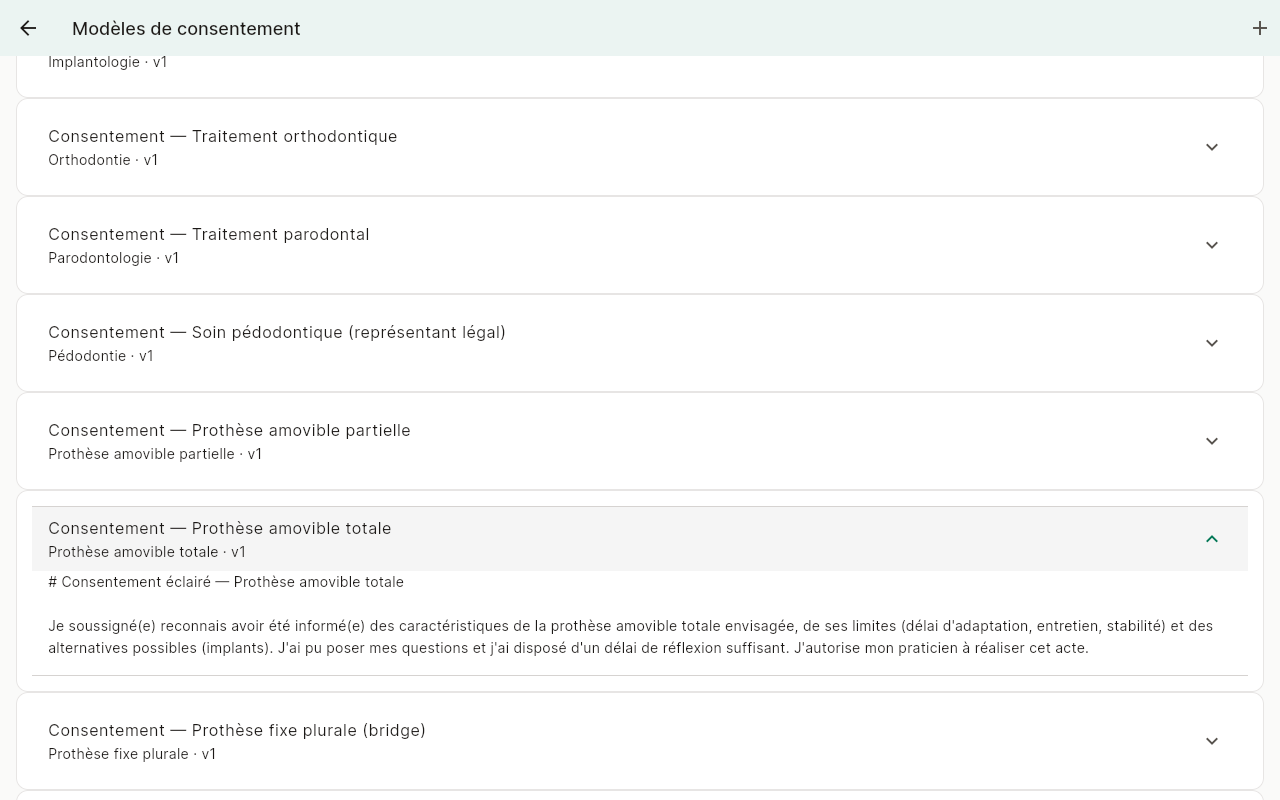 Modèles de consentement
Implantologie · v1
Consentement — Traitement orthodontique
Orthodontie · v1
Consentement — Traitement parodontal
Parodontologie · v1
Consentement — Soin pédodontique (représentant légal)
Pédodontie · v1
Consentement — Prothèse amovible partielle
Prothèse amovible partielle · v1
Consentement — Prothèse amovible totale
Prothèse amovible totale · v1
# Consentement éclairé — Prothèse amovible totale
Je soussigné(e) reconnais avoir été informé(e) des caractéristiques de la prothèse amovible totale envisagée, de ses limites (délai d'adaptation, entretien, stabilité) et des
alternatives possibles (implants). J'ai pu poser mes questions et j'ai disposé d'un délai de réflexion suffisant. J'autorise mon praticien à réaliser cet acte.
Consentement — Prothèse fixe plurale (bridge)
Prothèse fixe plurale · v1